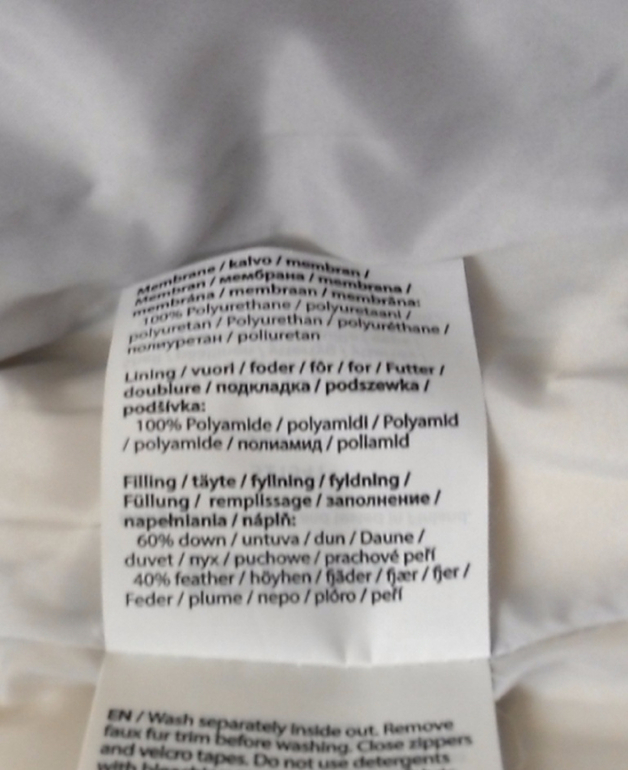 Membrane / kalvo / membran /
Membran / мембрана / membrana /
membrána / membraan / membrāna:
100% Polyurethane / polyuretaani /
polyuretan / Polyurethan / polyuréthane /
полиуретан / poliuretan
Lining / vuori / foder / fôr / for / Futter /
doublure / подкладка / podszewka /
podšívka:
100% Polyamide / polyamidi / Polyamid
/ polyamide / полиамид / poliamid
Filling / täyte / fyllning / fyldning /
Füllung / remplissage / заполнение /
napełniania / náplň:
60% down / untuva / dun / Daune /
duvet / пух / puchowe / prachové peří
40% feather / höyhen / fjäder / fjær / fjer /
Feder / plume / перо / pióro / peří
EN / Wash separately inside out. Remove
faux fur trim before washing. Close zippers
and velcro tapes. Do not use detergents
with